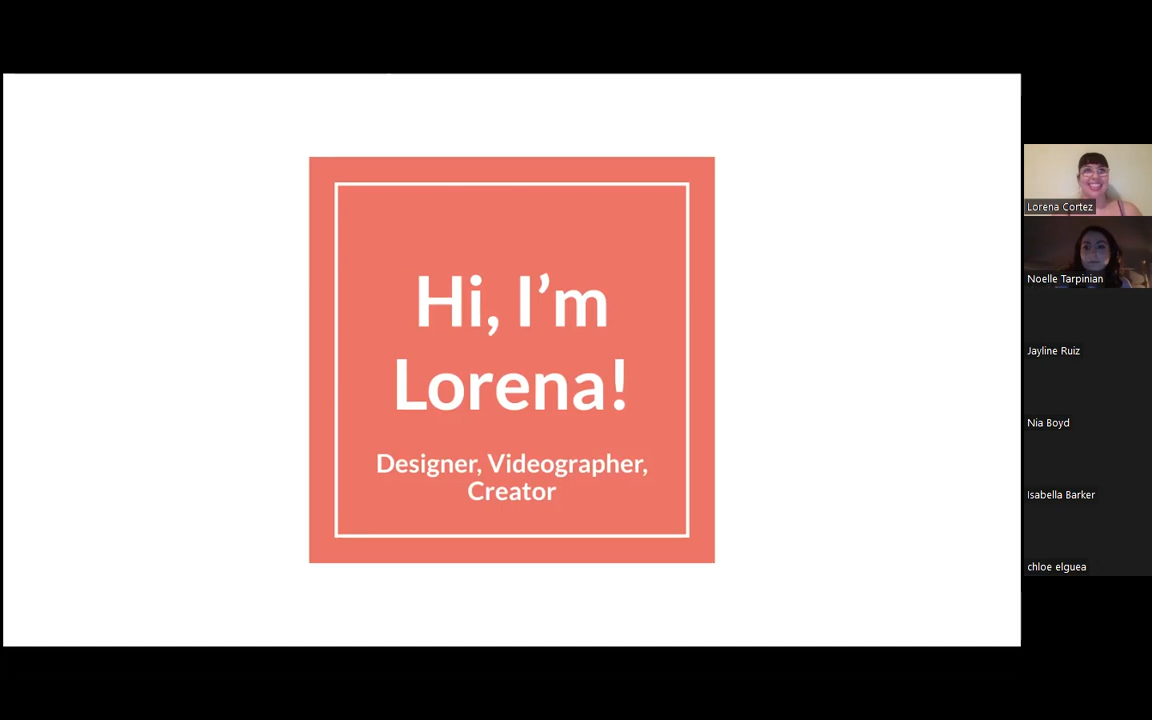 Hi, I’m
Lorena!
Designer, Videographer,
Creator
Lorena Cortez
Noelle Tarpinian
Jayline Ruiz
Nia Boyd
Isabella Barker
chloe elguea